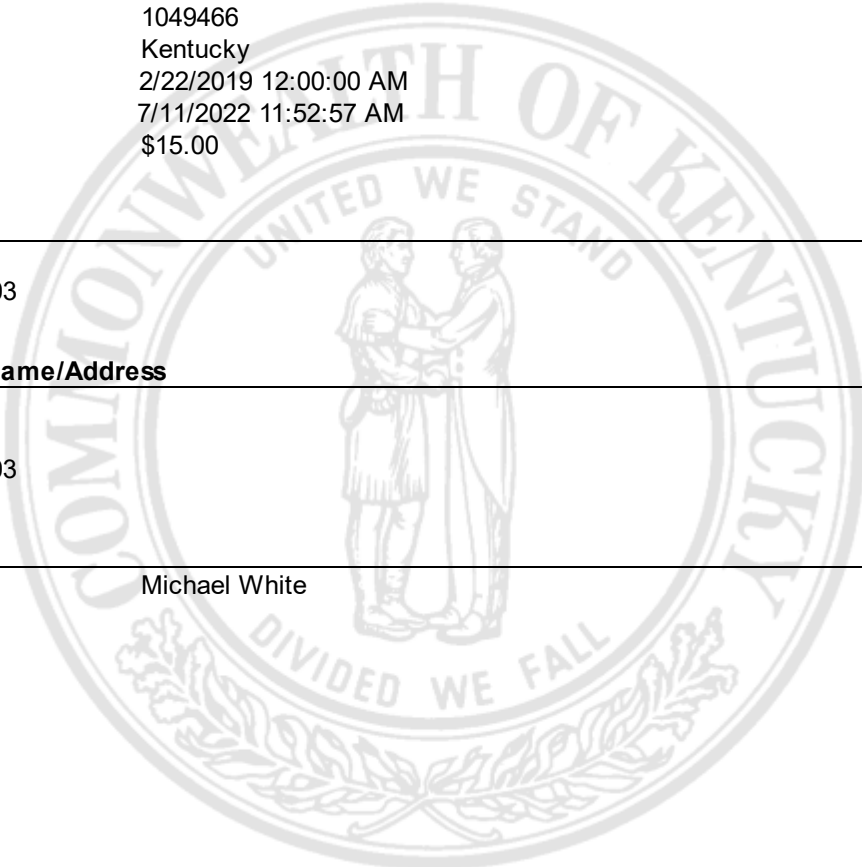 1049466
Kentucky
2/22/2019 12:00:00 AM
7/11/2022 11:52:57 AM
$15.00
COMMONWEALTH OF KENTUCKY
UNITED WE STAND
03
ame/Address
03
Michael White
DIVIDED WE FALL